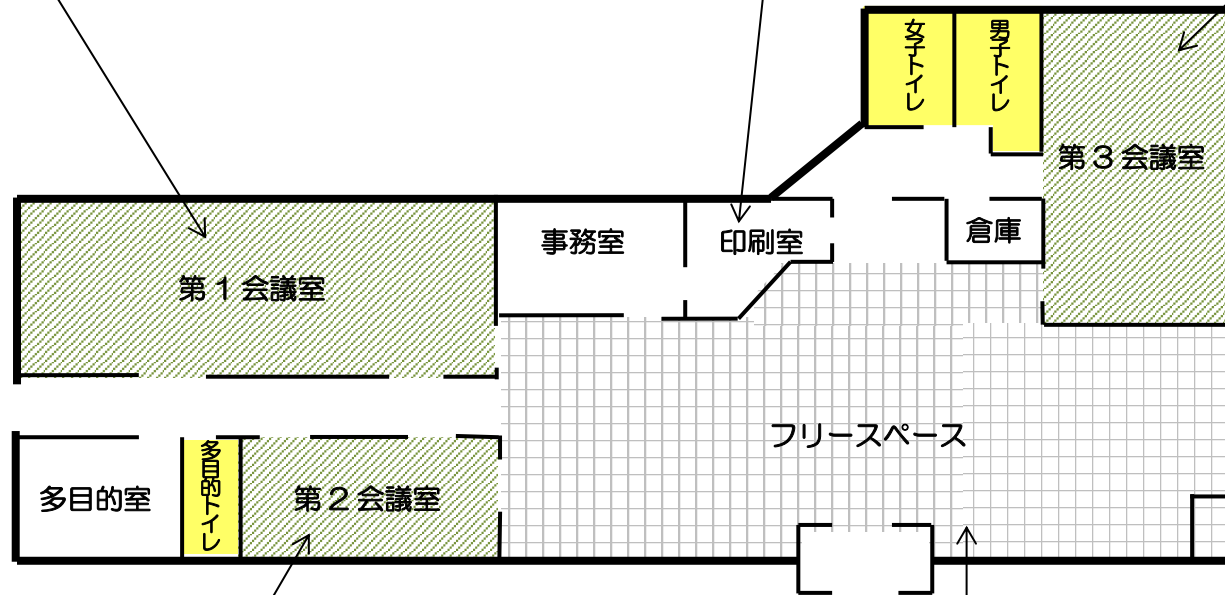 女子トイレ
男子トイレ
第3会議室
事務室
印刷室
倉庫
第1会議室
フリースペース
多目的室
多目的トイレ
第2会議室